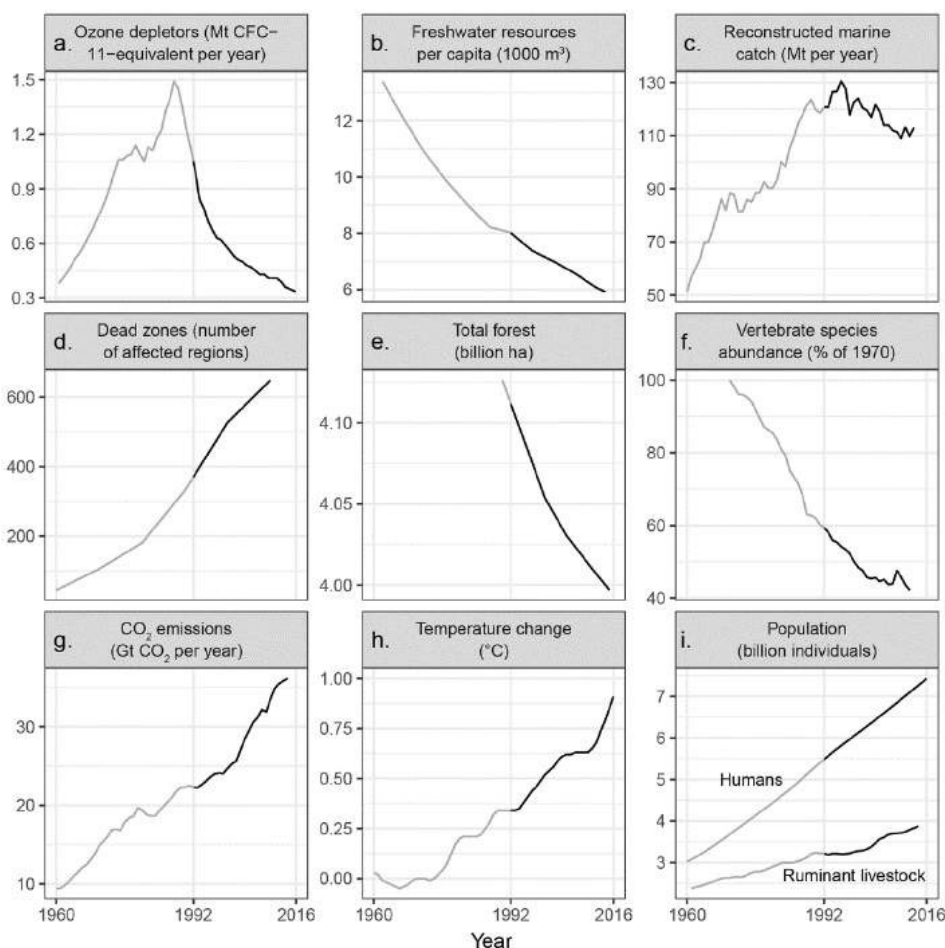 a. Ozone depletors (Mt CFC−
11−equivalent per year)
1.5
1.2
0.9
0.6
0.3
b. Freshwater resources
per capita (1000 m³)
12
10
8
6
c. Reconstructed marine
catch (Mt per year)
130
110
90
70
50
d. Dead zones (number
of affected regions)
600
400
200
e. Total forest
(billion ha)
4.10
4.05
4.00
f. Vertebrate species
abundance (% of 1970)
100
80
60
40
g. CO₂ emissions
(Gt CO₂ per year)
30
20
10
1960 1992 2016
h. Temperature change
(°C)
1.00
0.75
0.50
0.25
0.00
1960 1992 2016
i. Population
(billion individuals)
7
6
5
4
3
Humans
Ruminant livestock
1960 1992 2016
Year